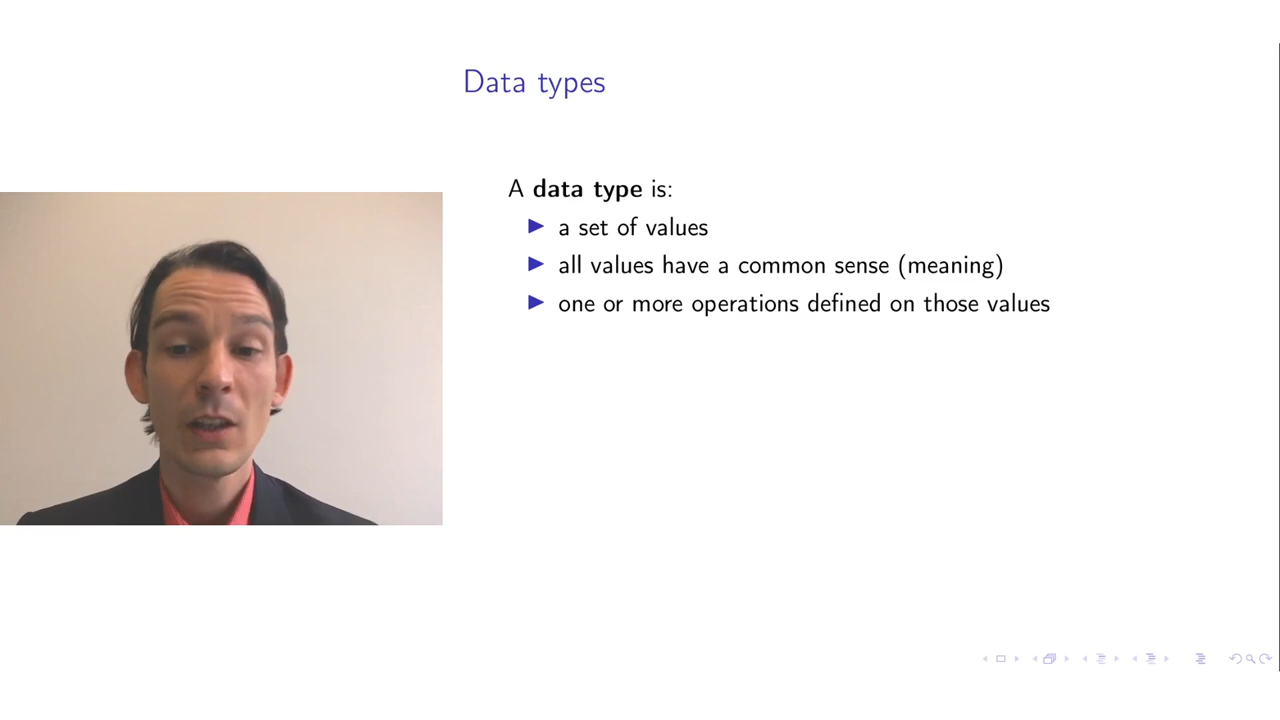 Data types
A data type is:
a set of values
all values have a common sense (meaning)
one or more operations defined on those values